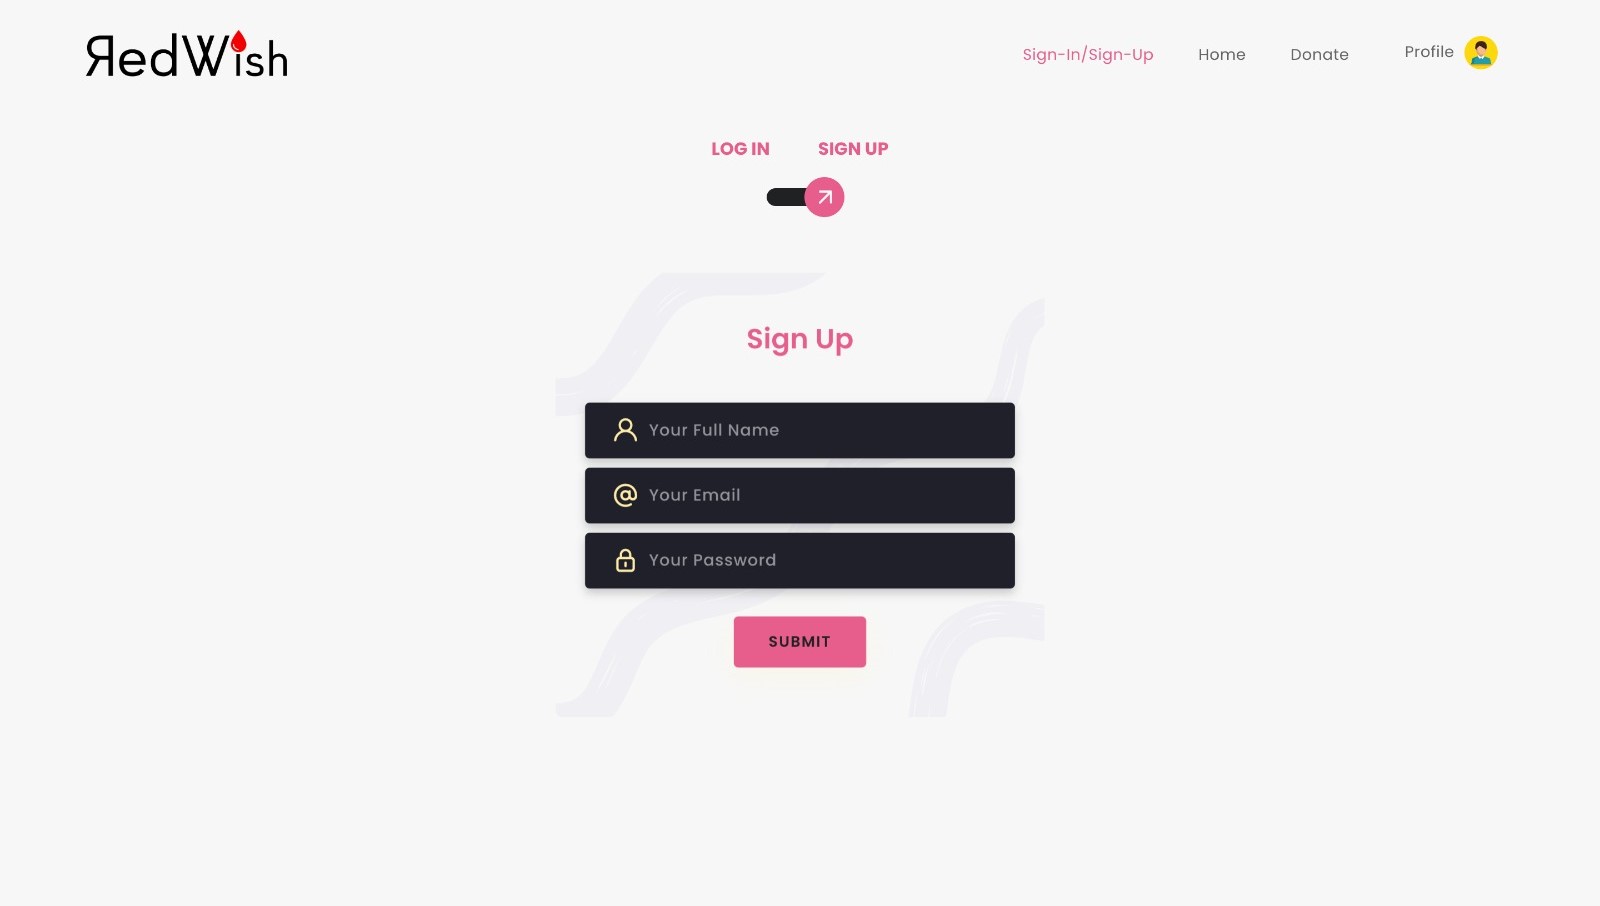 ЯedWish
Sign-In/Sign-Up Home Donate Profile
LOG IN SIGN UP
Sign Up
Your Full Name
Your Email
Your Password
SUBMIT